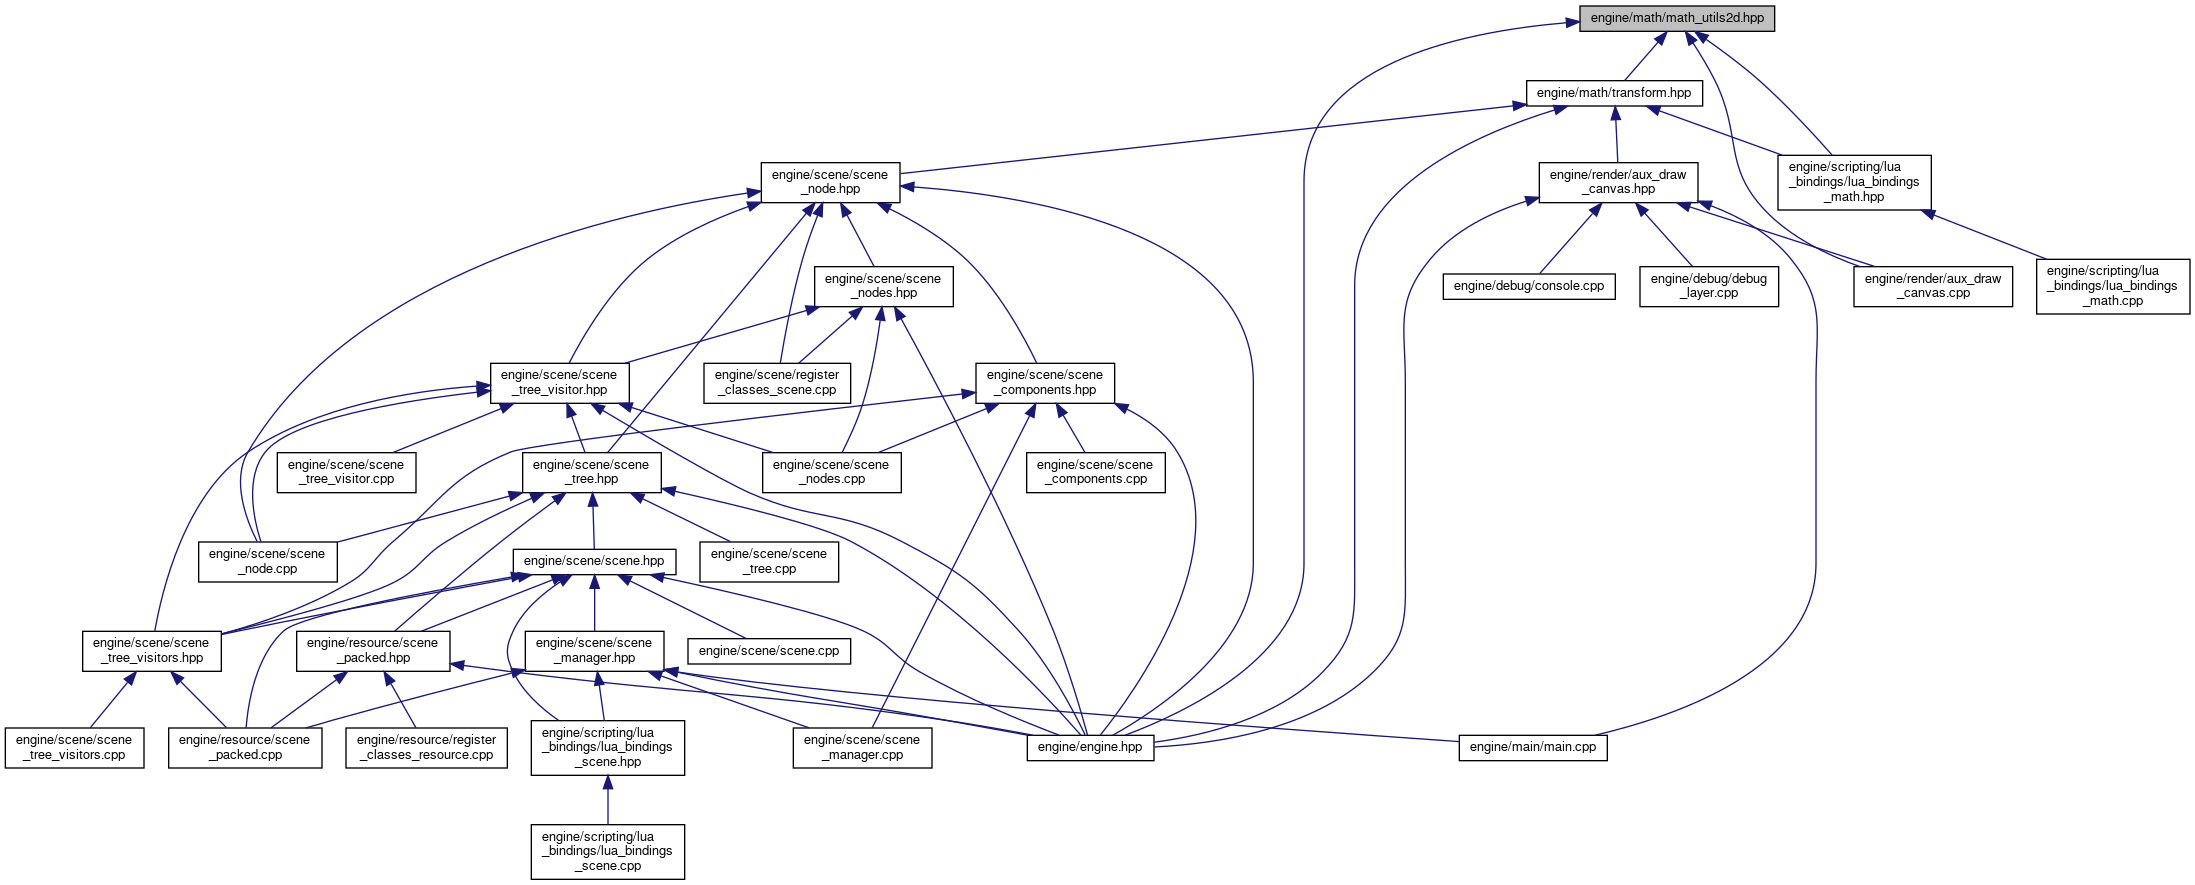 engine/math/math_utils2d.hpp
engine/math/transform.hpp
engine/scene/scene
_node.hpp
engine/render/aux_draw
_canvas.hpp
engine/scripting/lua
_bindings/lua_bindings
_math.hpp
engine/scene/scene
_nodes.hpp
engine/debug/console.cpp
engine/debug/debug
_layer.cpp
engine/render/aux_draw
_canvas.cpp
engine/scripting/lua
_bindings/lua_bindings
_math.cpp
engine/scene/scene
_tree_visitor.hpp
engine/scene/register
_classes_scene.cpp
engine/scene/scene
_components.hpp
engine/scene/scene
_tree_visitor.cpp
engine/scene/scene
_tree.hpp
engine/scene/scene
_nodes.cpp
engine/scene/scene
_components.cpp
engine/scene/scene
_node.cpp
engine/scene/scene.hpp
engine/scene/scene
_tree.cpp
engine/scene/scene
_tree_visitors.hpp
engine/resource/scene
_packed.hpp
engine/scene/scene
_manager.hpp
engine/scene/scene.cpp
engine/scene/scene
_tree_visitors.cpp
engine/resource/scene
_packed.cpp
engine/resource/register
_classes_resource.cpp
engine/scripting/lua
_bindings/lua_bindings
_scene.hpp
engine/scene/scene
_manager.cpp
engine/engine.hpp
engine/main/main.cpp
engine/scripting/lua
_bindings/lua_bindings
_scene.cpp